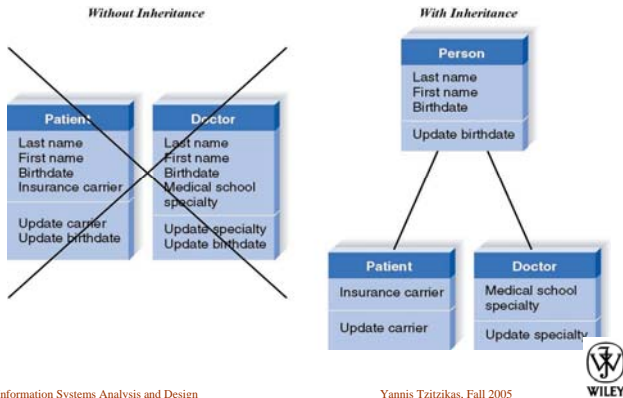 Without Inheritance
With Inheritance
Patient
Last name
First name
Birthdate
Insurance carrier
Update carrier
Update birthdate
Doctor
Last name
First name
Birthdate
Medical school
specialty
Update specialty
Update birthdate
Person
Last name
First name
Birthdate
Update birthdate
Patient
Insurance carrier
Update carrier
Doctor
Medical school
specialty
Update specialty
nformation Systems Analysis and Design
Yannis Tzitzikas, Fall 2005
WILEY